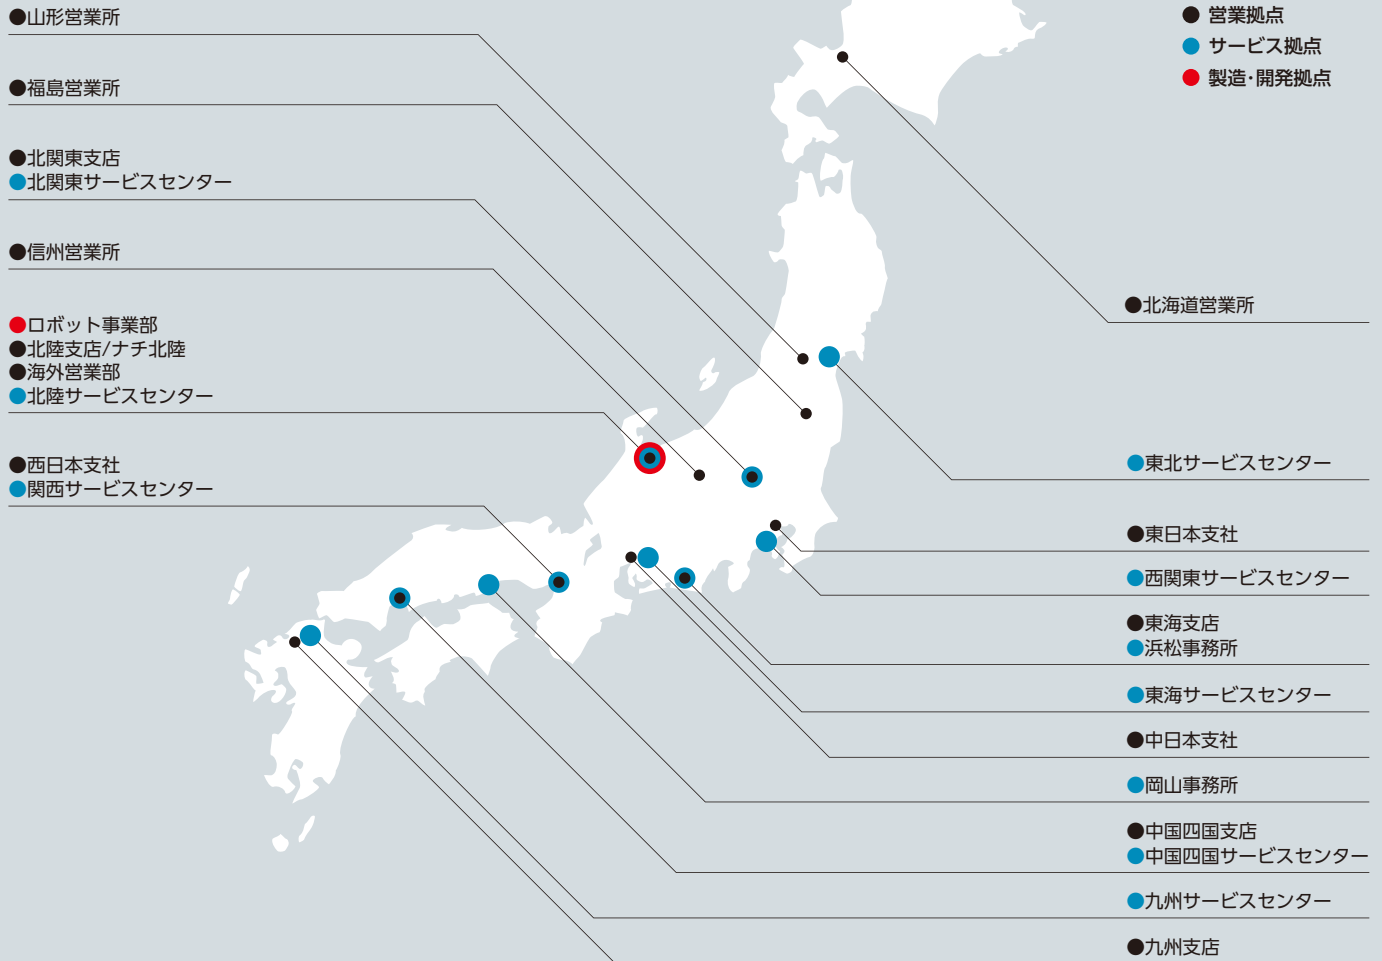 ●山形営業所
●福島営業所
●北関東支店
●北関東サービスセンター
●信州営業所
●ロボット事業部
●北陸支店/ナチ北陸
●海外営業部
●北陸サービスセンター
●西日本支社
●関西サービスセンター
● 営業拠点
● サービス拠点
● 製造・開発拠点
●北海道営業所
●東北サービスセンター
●東日本支社
●西関東サービスセンター
●東海支店
●浜松事務所
●東海サービスセンター
●中日本支社
●岡山事務所
●中国四国支店
●中国四国サービスセンター
●九州サービスセンター
●九州支店